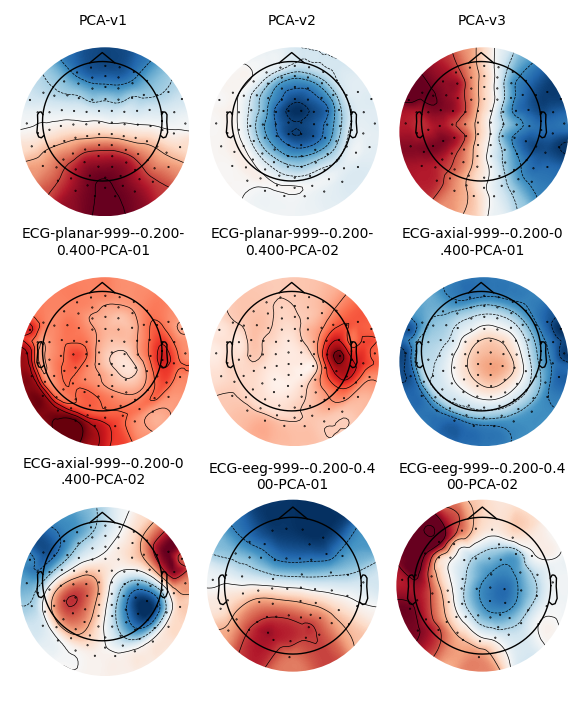 PCA-v1
PCA-v2
PCA-v3
ECG-planar-999--0.200-
0.400-PCA-01
ECG-planar-999--0.200-
0.400-PCA-02
ECG-axial-999--0.200-0
.400-PCA-01
ECG-axial-999--0.200-0
.400-PCA-02
ECG-eeg-999--0.200-0.4
00-PCA-01
ECG-eeg-999--0.200-0.4
00-PCA-02